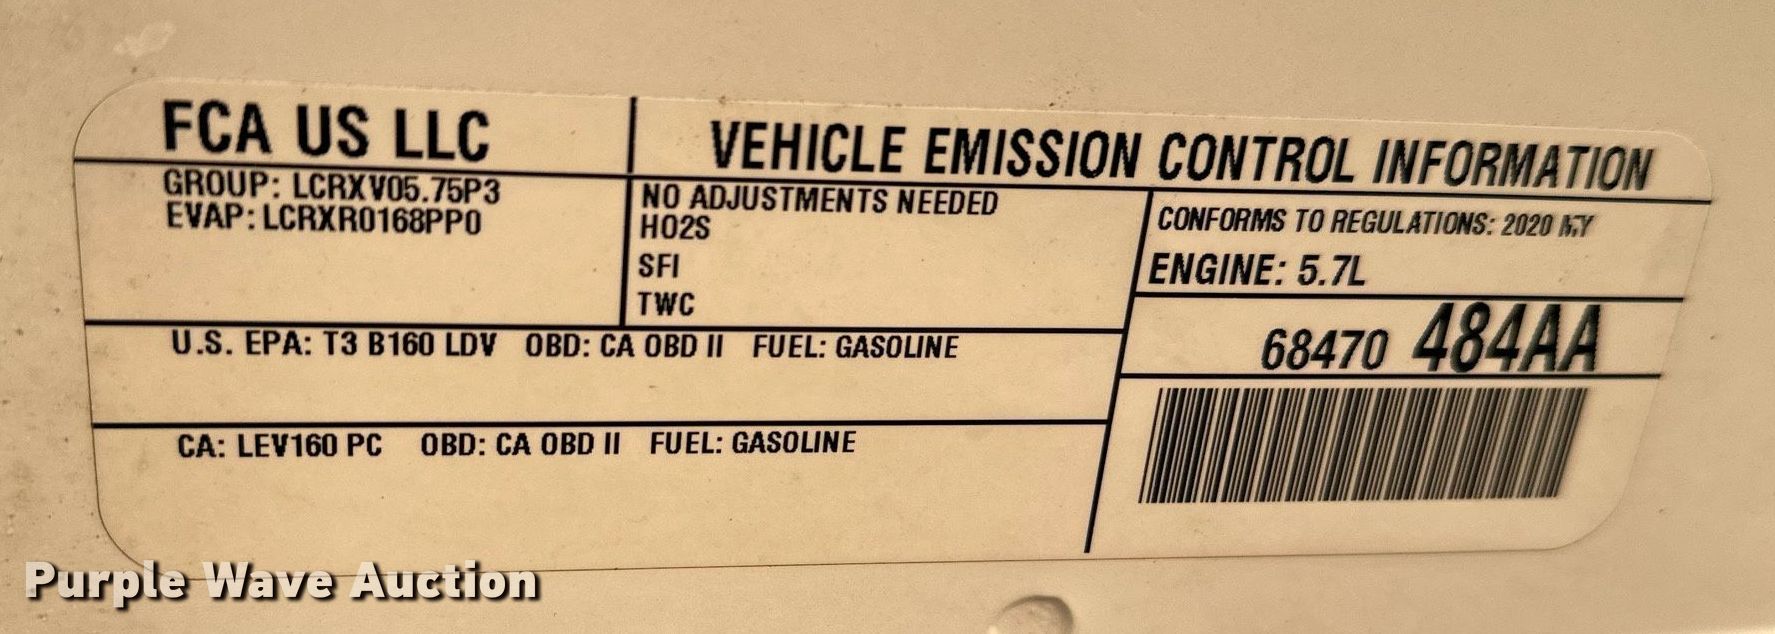 FCA US LLC
VEHICLE EMISSION CONTROL INFORMATION
GROUP: LCRXV05.75P3
EVAP: LCRXR0168PP0
NO ADJUSTMENTS NEEDED
HO2S
SFI
TWC
CONFORMS TO REGULATIONS: 2020 MY
ENGINE: 5.7L
68470 484AA
U.S. EPA: T3 B160 LDV OBD: CA OBD II FUEL: GASOLINE
CA: LEV160 PC OBD: CA OBD II FUEL: GASOLINE
Purple Wave Auction